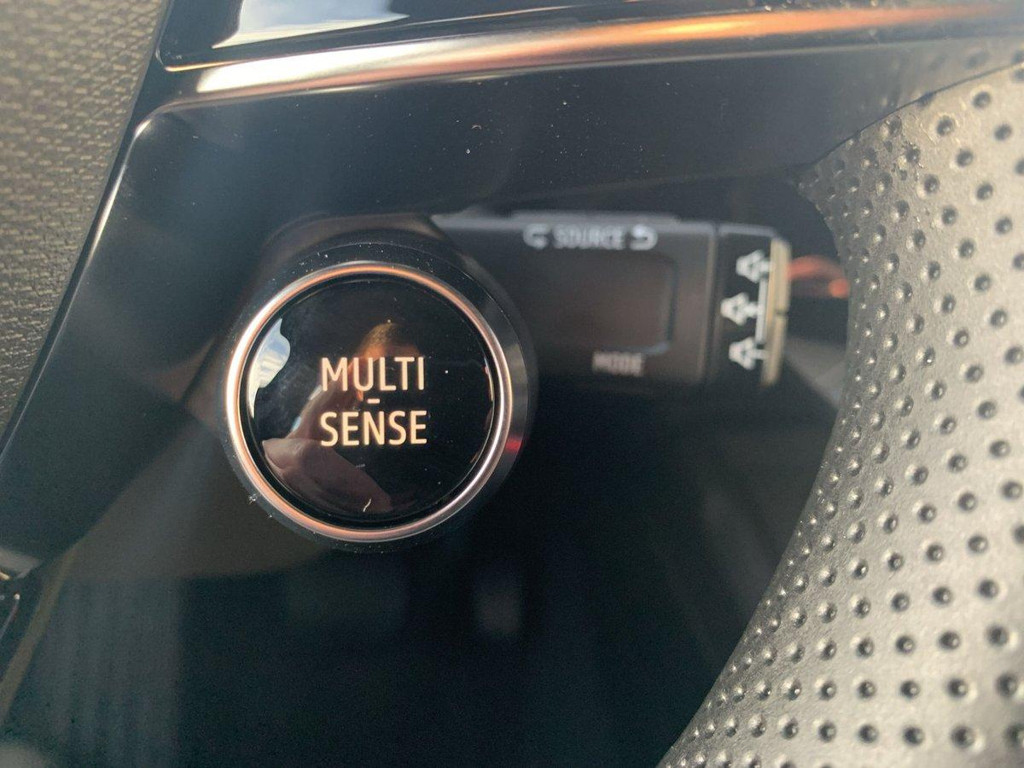 MULTI
-
SENSE
SOURCE
MODE